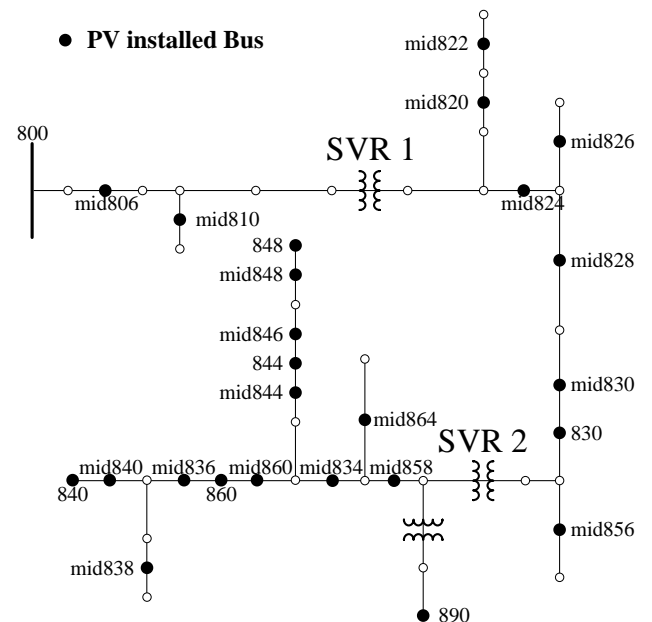 PV installed Bus
mid822
mid820
800
SVR 1
mid826
mid806
mid824
mid810
848
mid828
mid848
mid846
844
mid830
mid844
mid864
830
SVR 2
mid840
mid836
mid860
mid834
mid858
840
860
mid856
mid838
890